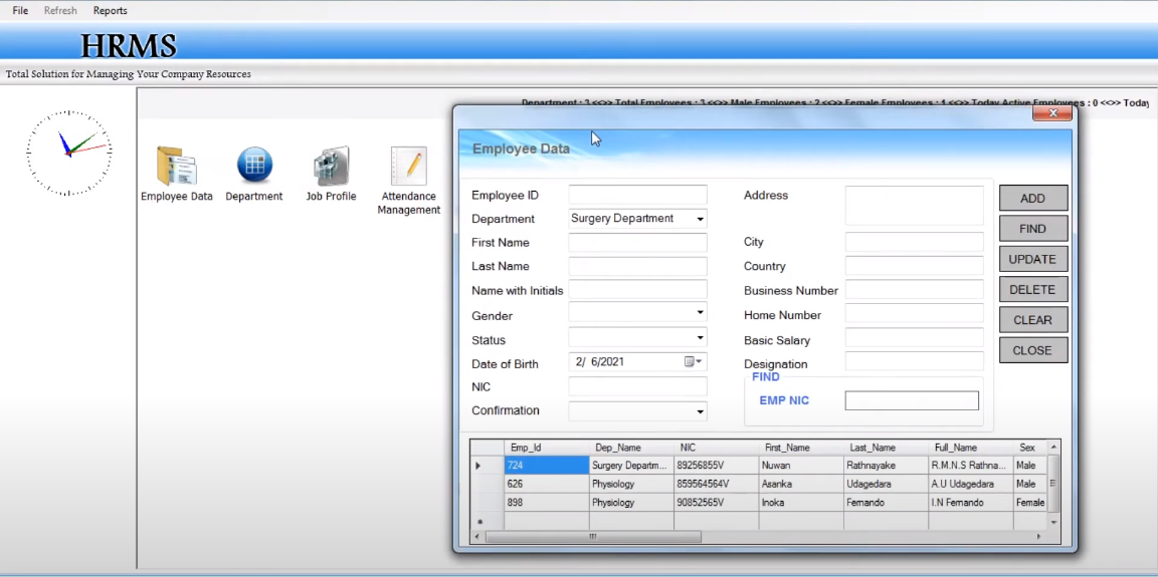 File Refresh Reports
HRMS
Total Solution for Managing Your Company Resources
Department : 3 <<>> Total Employees : 3 <<>> Male Employees : 2 <<>> Female Employees : 1 <<>> Today Active Employees : 0 <<>> Today
Employee Data Department Job Profile Attendance
Management
Employee Data
Employee ID
Department Surgery Department
First Name
Last Name
Name with Initials
Gender
Status
Date of Birth 2/ 6/2021
NIC
Confirmation
Address
City
Country
Business Number
Home Number
Basic Salary
Designation
FIND
EMP NIC
ADD
FIND
UPDATE
DELETE
CLEAR
CLOSE
Emp_Id Dep_Name NIC First_Name Last_Name Full_Name Sex
724 Surgery Departm... 89256855V Nuwan Rathnayake R.M.N.S Rathna... Male
626 Physiology 859564564V Asanka Udagedara A.U Udagedara Male
898 Physiology 90852565V Inoka Fernando I.N Fernando Female